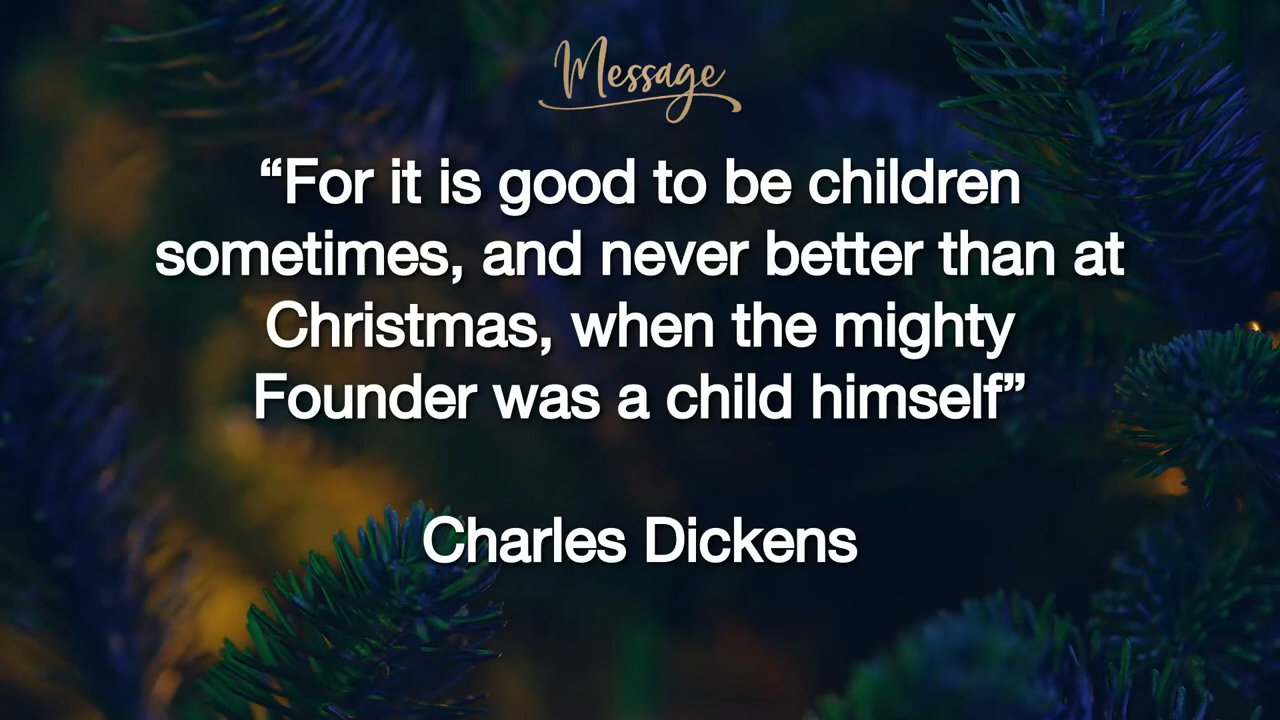 Message
“For it is good to be children
sometimes, and never better than at
Christmas, when the mighty
Founder was a child himself”
Charles Dickens